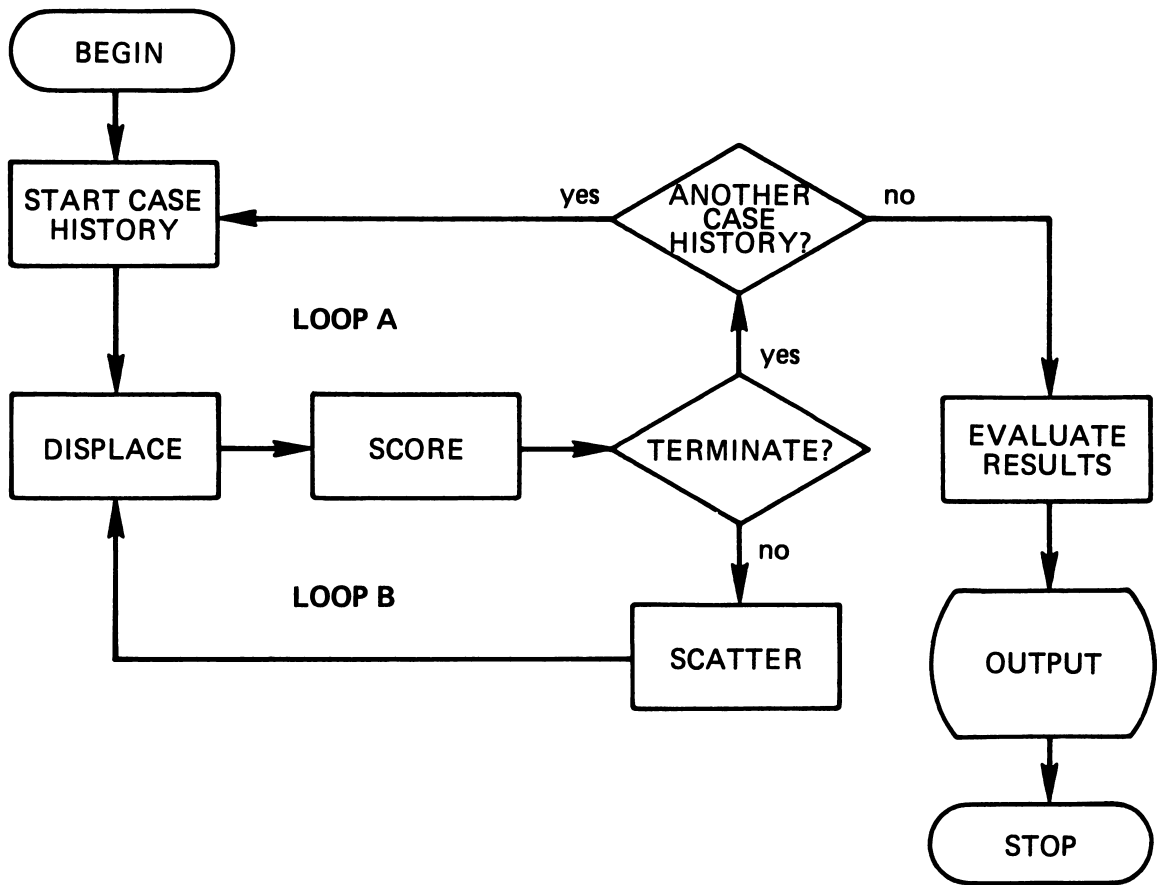 BEGIN
START CASE
HISTORY
yes
ANOTHER
CASE
HISTORY?
no
LOOP A
yes
DISPLACE
SCORE
TERMINATE?
EVALUATE
RESULTS
no
LOOP B
SCATTER
OUTPUT
STOP